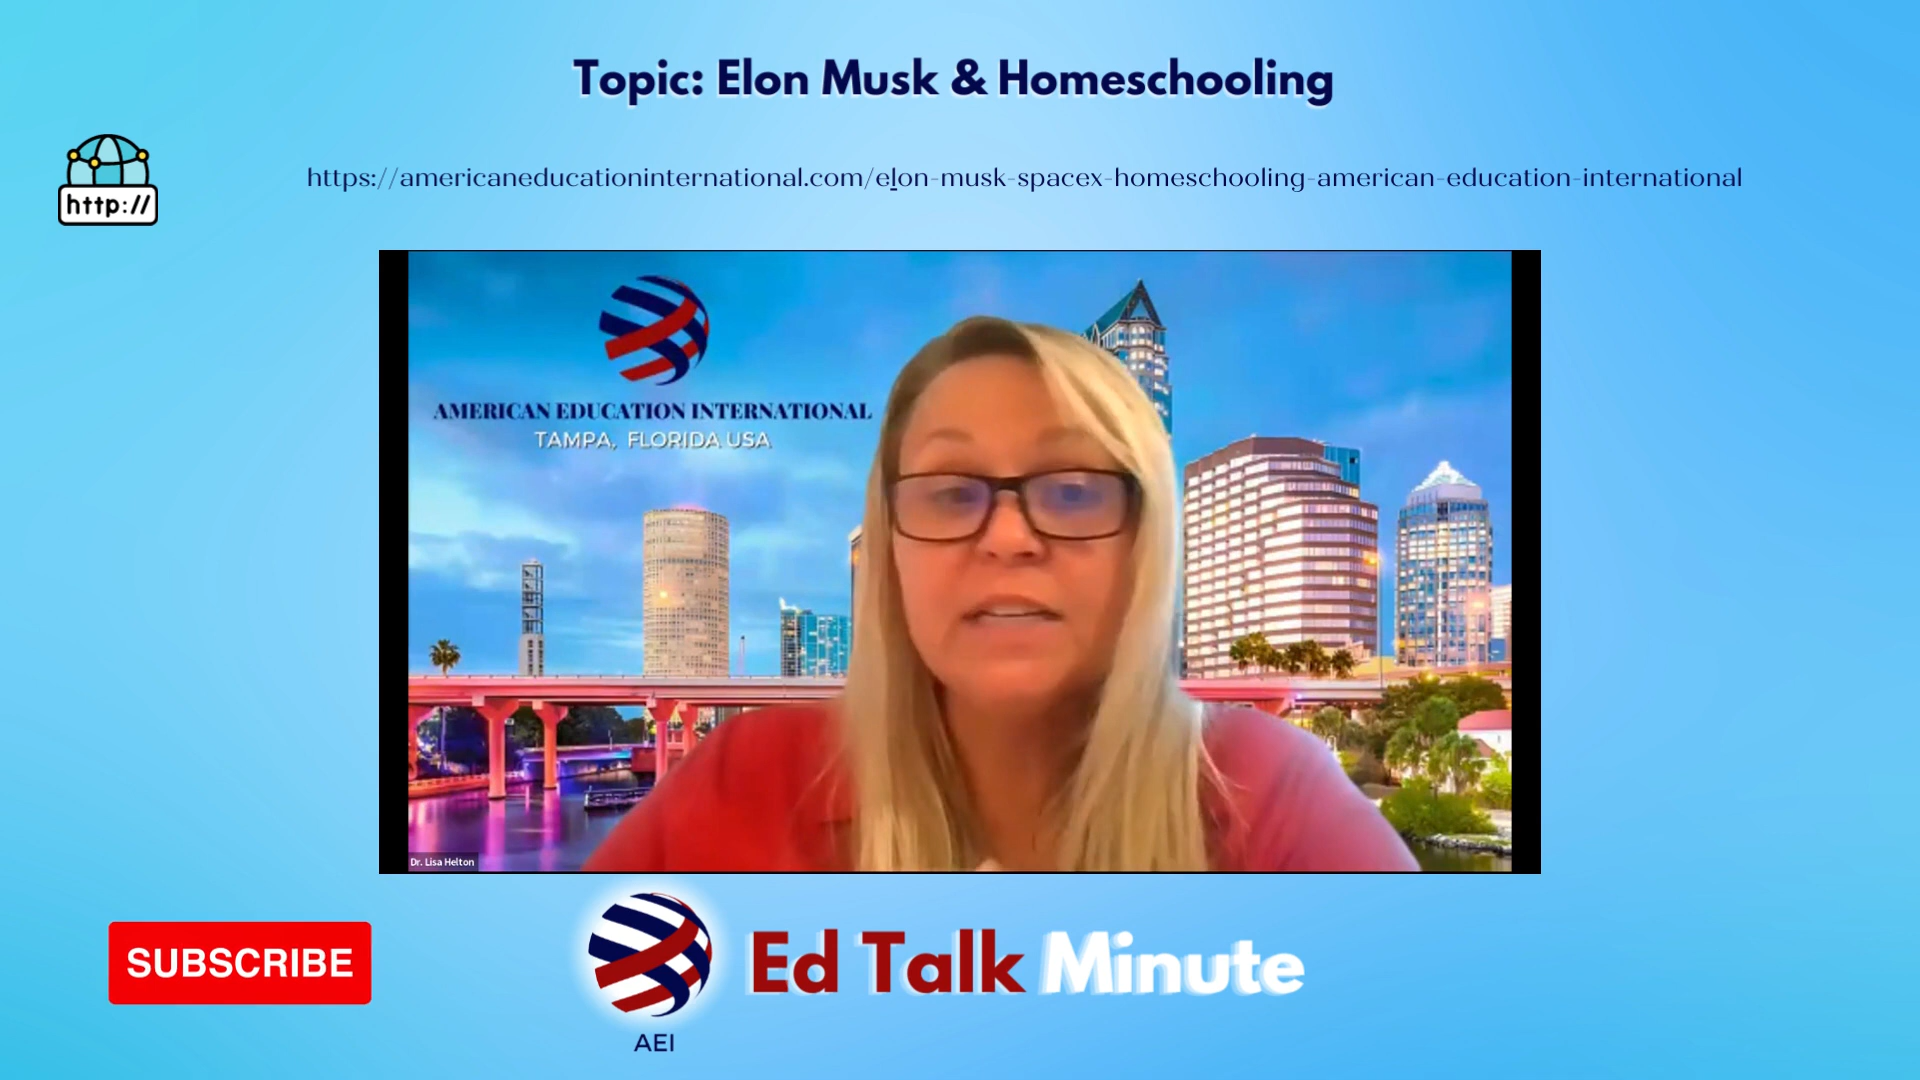 Topic: Elon Musk & Homeschooling
http://
https://americaneducationinternational.com/elon-musk-spacex-homeschooling-american-education-international
AMERICAN EDUCATION INTERNATIONAL
TAMPA, FLORIDA USA
Dr. Lisa Helton
SUBSCRIBE
Ed Talk Minute
AEI